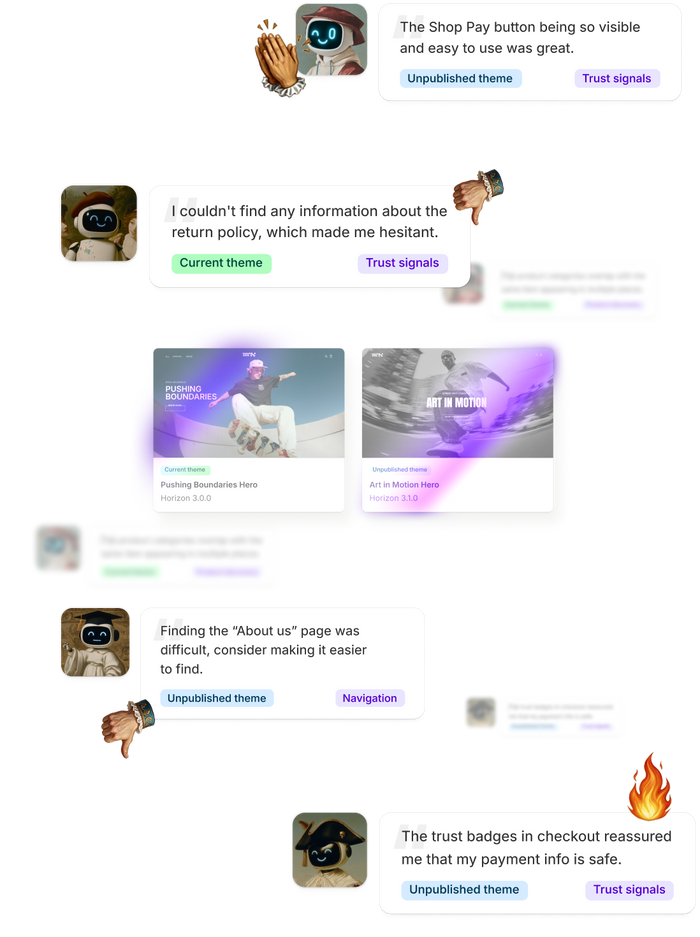 The Shop Pay button being so visible
and easy to use was great.
Unpublished theme
Trust signals
I couldn't find any information about the
return policy, which made me hesitant.
Current theme
Trust signals
PUSHING
BOUNDARIES
Current theme
Pushing Boundaries Hero
Horizon 3.0.0
ART IN MOTION
Unpublished theme
Art in Motion Hero
Horizon 3.1.0
Finding the “About us” page was
difficult, consider making it easier
to find.
Unpublished theme
Navigation
The trust badges in checkout reassured
me that my payment info is safe.
Unpublished theme
Trust signals